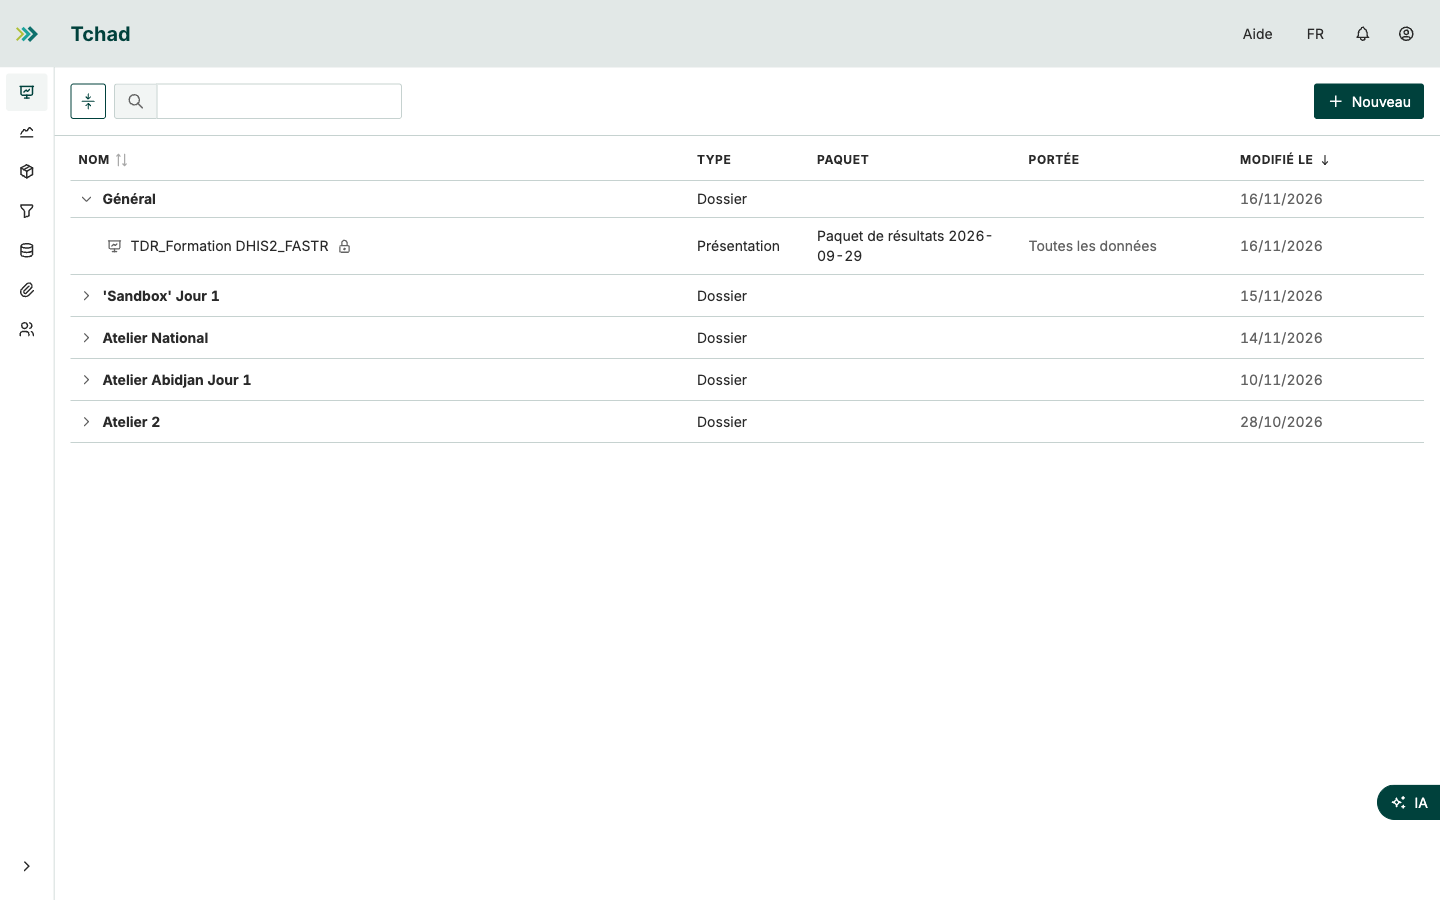 Tchad
Aide
FR
Nouveau
NOM
TYPE
PAQUET
PORTÉE
MODIFIÉ LE
Général
Dossier
16/11/2026
TDR_Formation DHIS2_FASTR
Présentation
Paquet de résultats 2026-
09-29
Toutes les données
16/11/2026
'Sandbox' Jour 1
Dossier
15/11/2026
Atelier National
Dossier
14/11/2026
Atelier Abidjan Jour 1
Dossier
10/11/2026
Atelier 2
Dossier
28/10/2026
IA